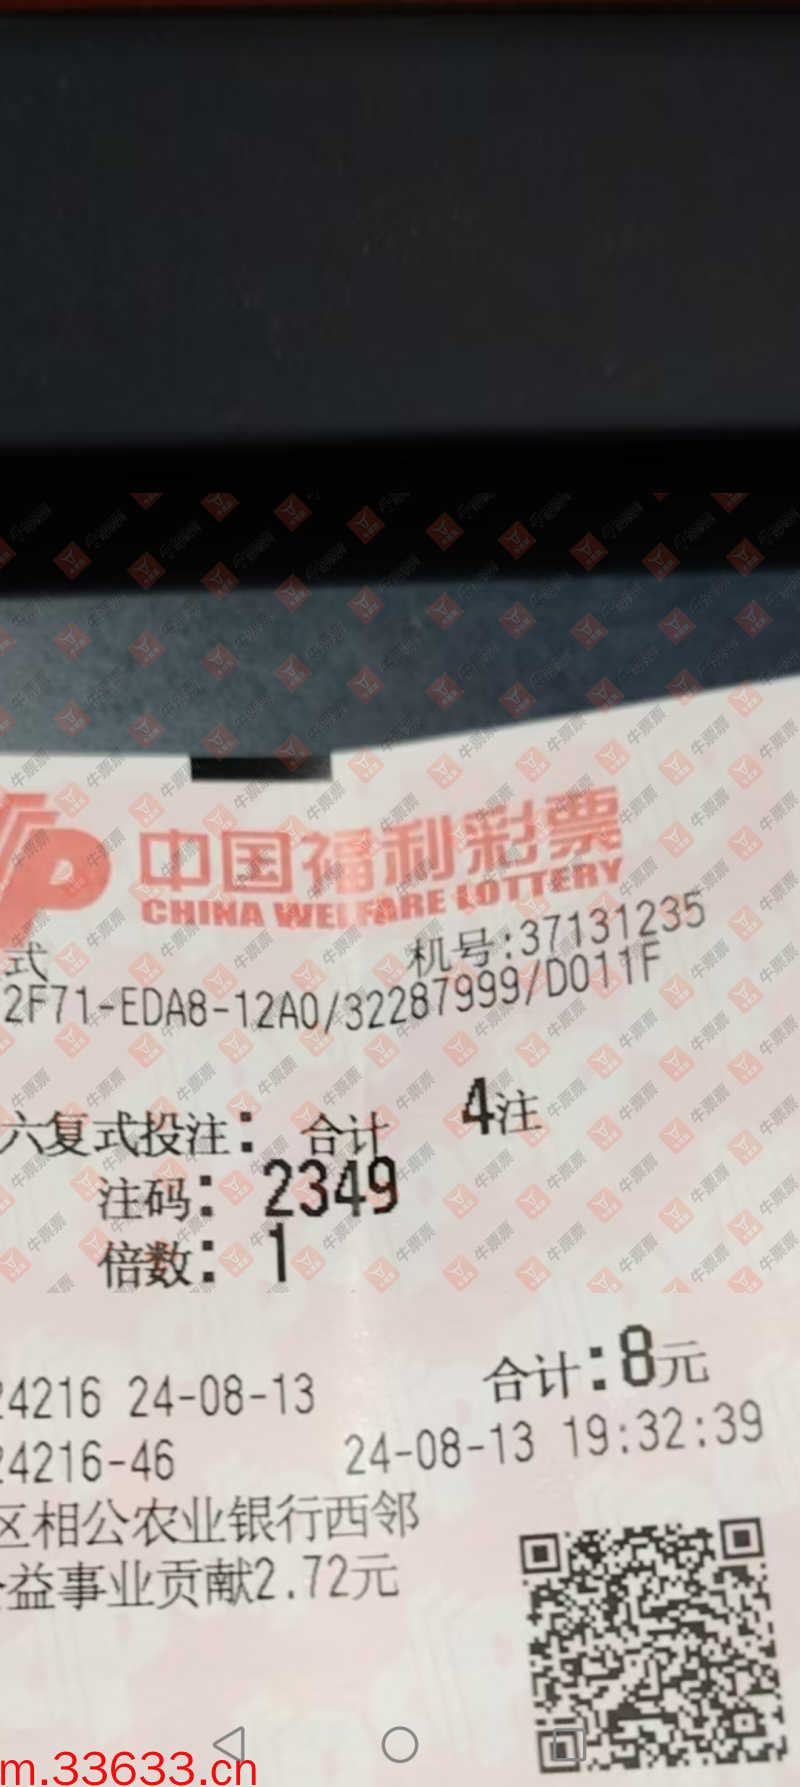 中国福利彩票
CHINA WELFARE LOTTERY
式
机号:37131235
2F71-EDA8-12A0/32287999/D011F
六复式投注: 合计 4注
注码: 2349
倍数: 1
合计:8元
24216 24-08-13
24216-46 24-08-13 19:32:39
区相公农业银行西邻
益事业贡献2.72元
牛票票
m.33633.cn